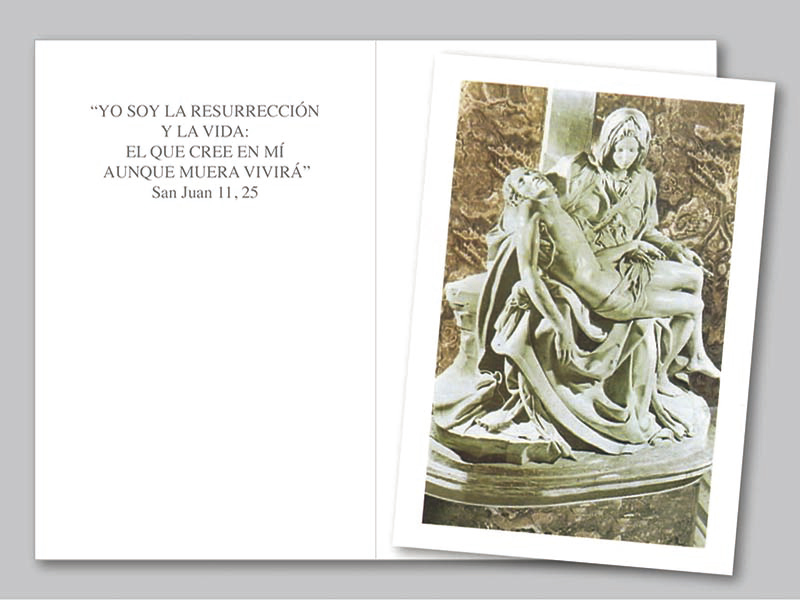 “YO SOY LA RESURRECCIÓN
Y LA VIDA:
EL QUE CREE EN MÍ
AUNQUE MUERA VIVIRÁ”
San Juan 11, 25